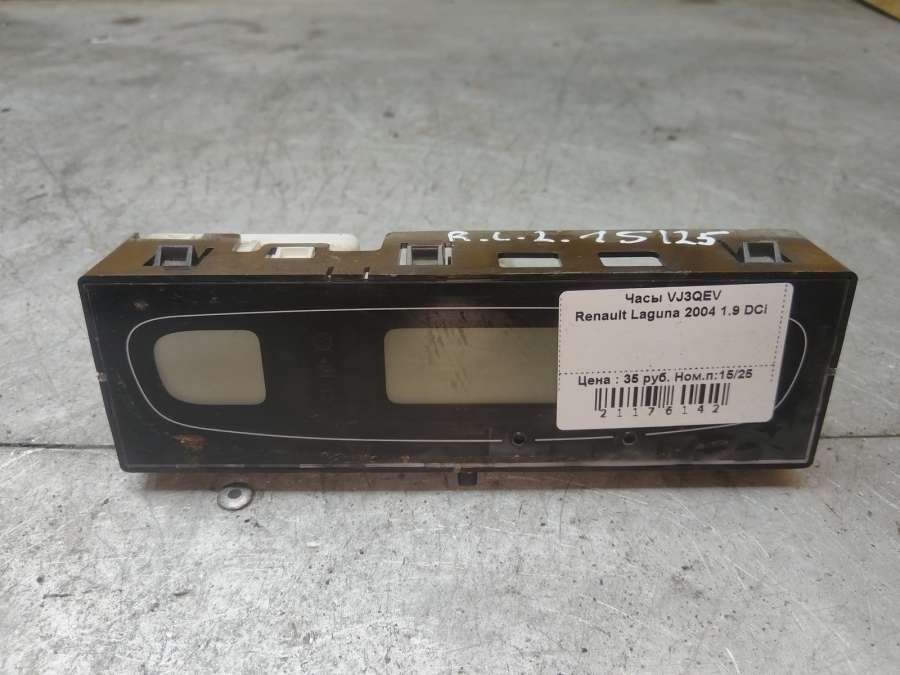 R.L.2.15125
Часы VJ3QEV
Renault Laguna 2004 1.9 DCi
Цена : 35 руб. Ном.п:15/25
21176142